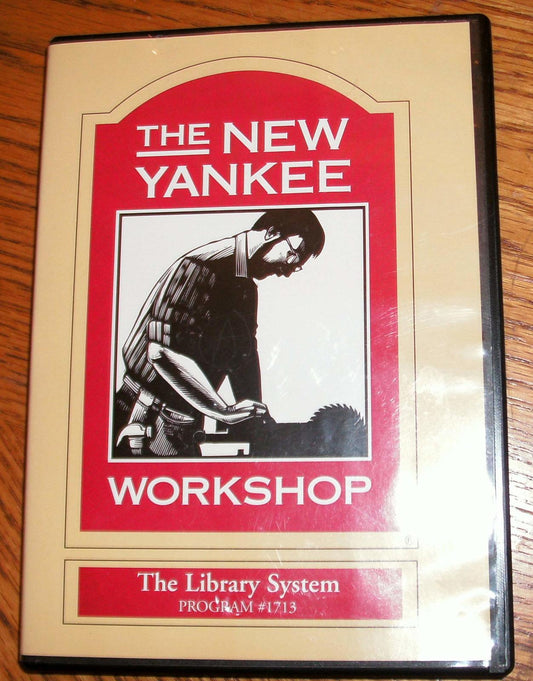 THE NEW
YANKEE
WORKSHOP
The Library System
PROGRAM #1713